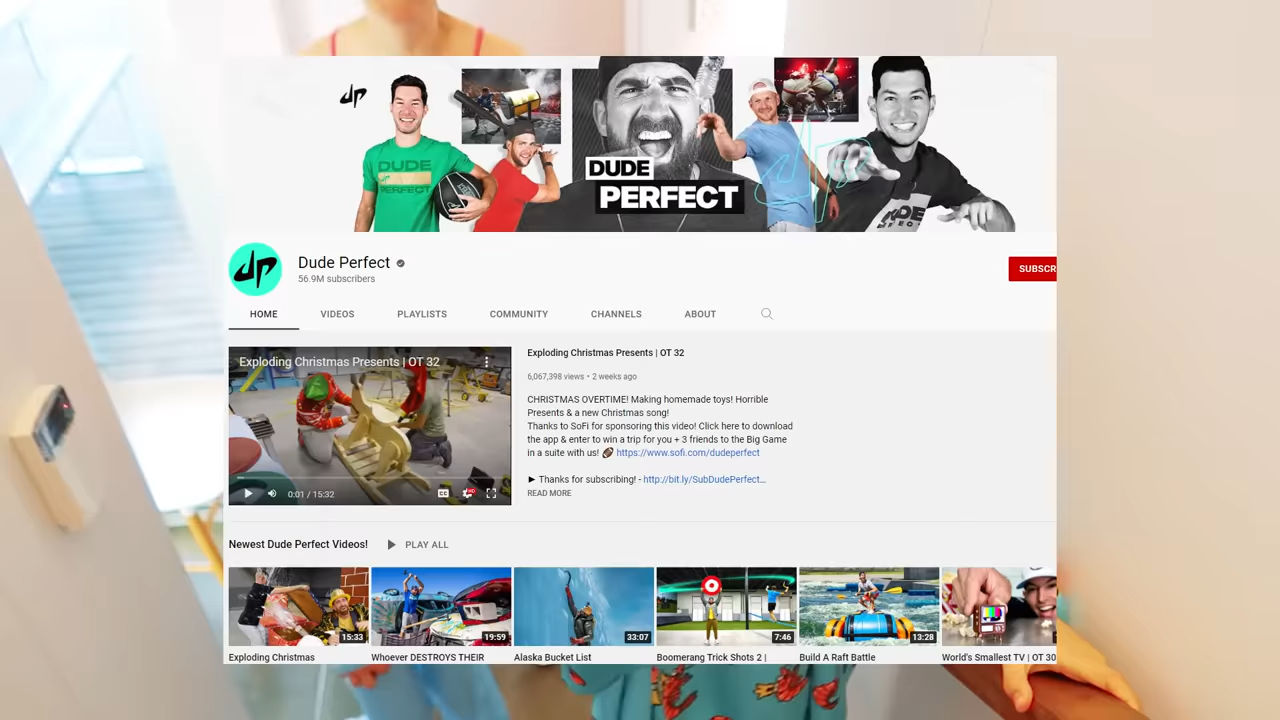 dp
DUDE
PERFECT
DUDE
PERFECT
dp
Dude Perfect
56.9M subscribers
SUBSCR
HOME
VIDEOS
PLAYLISTS
COMMUNITY
CHANNELS
ABOUT
Exploding Christmas Presents | OT 32
0:01 / 15:32
CC
HD
Exploding Christmas Presents | OT 32
6,067,398 views • 2 weeks ago
CHRISTMAS OVERTIME! Making homemade toys! Horrible
Presents & a new Christmas song!
Thanks to SoFi for sponsoring this video! Click here to download
the app & enter to win a trip for you + 3 friends to the Big Game
in a suite with us! 🏈 https://www.sofi.com/dudeperfect
► Thanks for subscribing! - http://bit.ly/SubDudePerfect...
READ MORE
Newest Dude Perfect Videos!
PLAY ALL
15:33
19:59
33:07
7:46
13:28
Exploding Christmas
Whoever DESTROYS THEIR
Alaska Bucket List
Boomerang Trick Shots 2 |
Build A Raft Battle
World's Smallest TV | OT 30